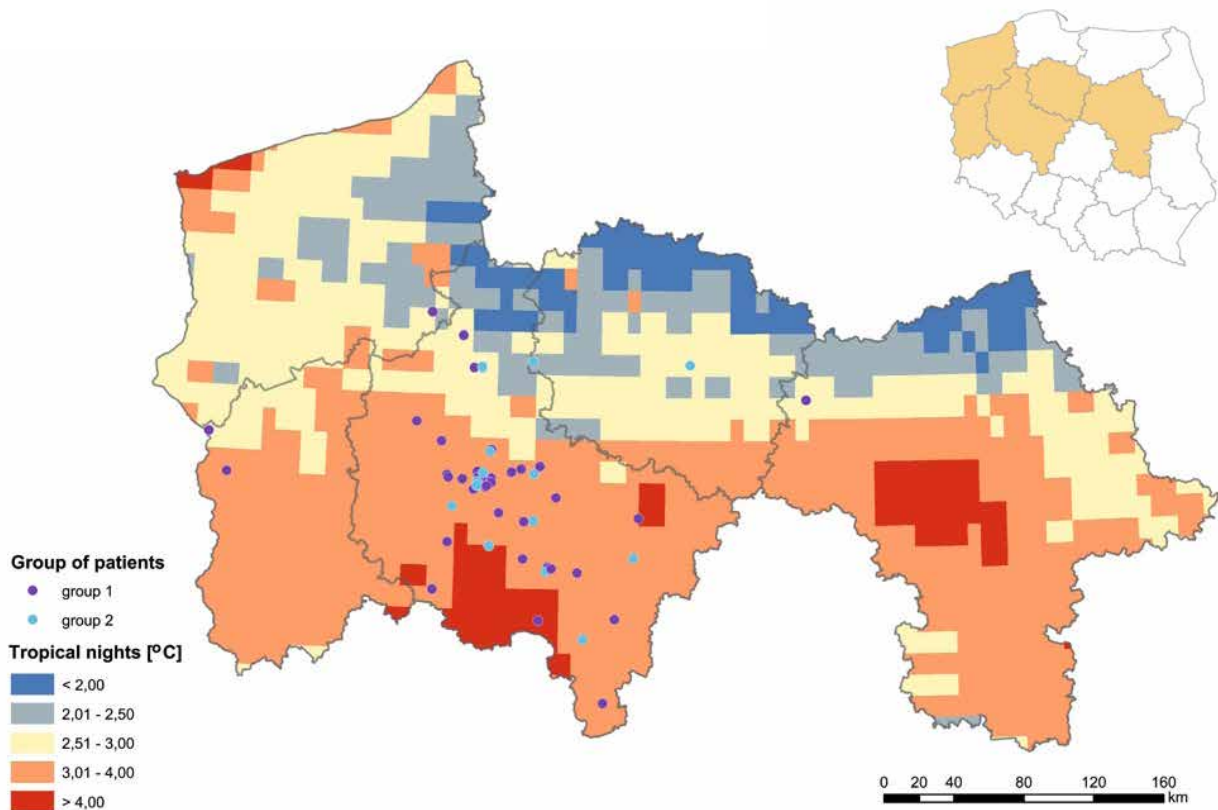 Group of patients
group 1
group 2
Tropical nights [°C]
< 2,00
2,01 - 2,50
2,51 - 3,00
3,01 - 4,00
> 4,00
0 20 40 80 120 160
km